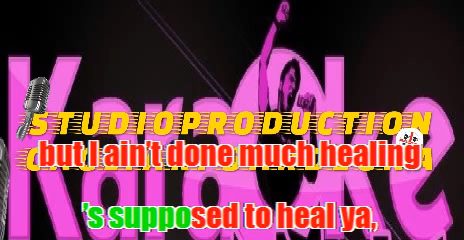 Karaoke
STUDIOPRODUCTION
but I ain't done much healing
's supposed to heal ya,